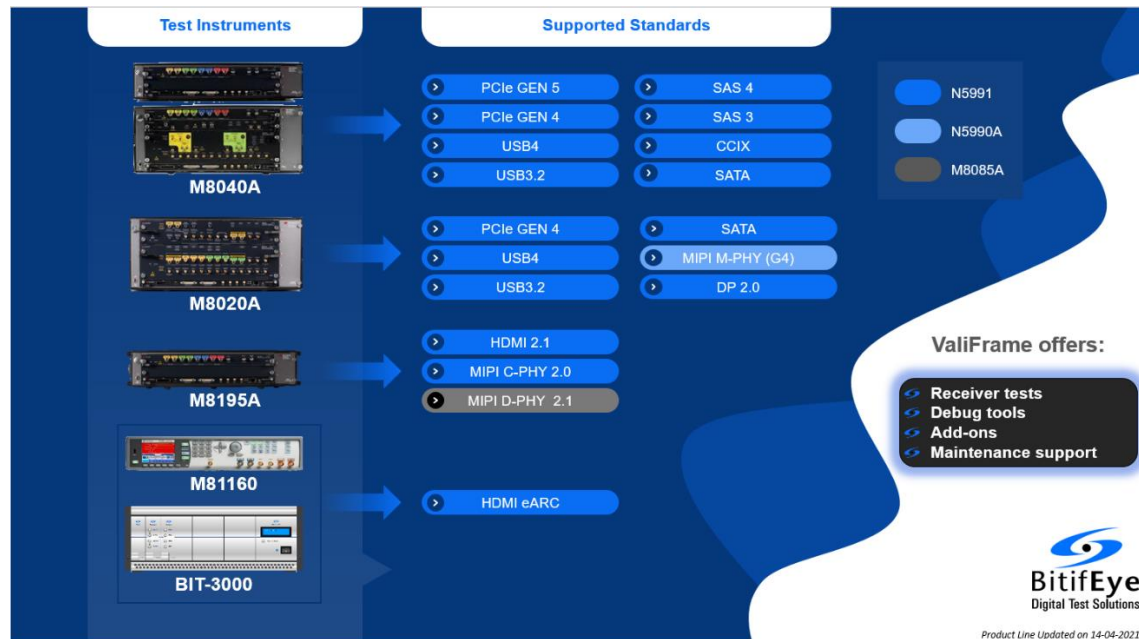 Test Instruments
Supported Standards
M8040A
PCIe GEN 5
SAS 4
PCIe GEN 4
SAS 3
USB4
CCIX
USB3.2
SATA
M8020A
PCIe GEN 4
SATA
USB4
MIPI M-PHY (G4)
USB3.2
DP 2.0
M8195A
HDMI 2.1
MIPI C-PHY 2.0
MIPI D-PHY 2.1
M81160
HDMI eARC
BIT-3000
N5991
N5990A
M8085A
ValiFrame offers:
Receiver tests
Debug tools
Add-ons
Maintenance support
BitifEye
Digital Test Solutions
Product Line Updated on 14-04-2021